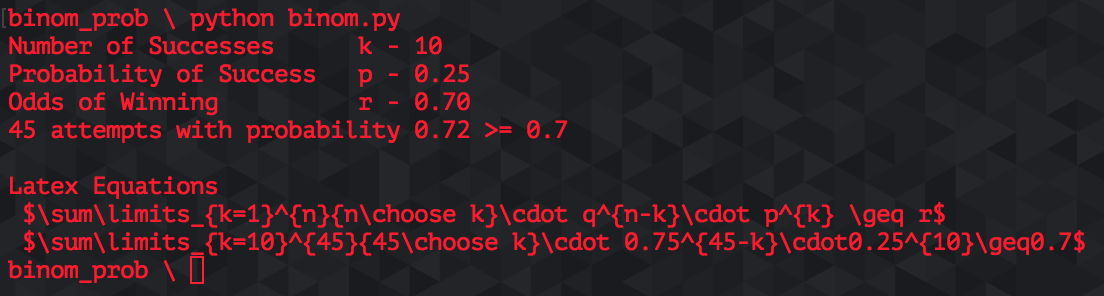 [binom_prob \ python binom.py
Number of Successes      k - 10
Probability of Success   p - 0.25
Odds of Winning          r - 0.70
45 attempts with probability 0.72 >= 0.7

Latex Equations
 $\sum\limits_{k=1}^{n}{n\choose k}\cdot q^{n-k}\cdot p^{k} \geq r$
 $\sum\limits_{k=10}^{45}{45\choose k}\cdot 0.75^{45-k}\cdot0.25^{10}\geq0.7$
binom_prob \